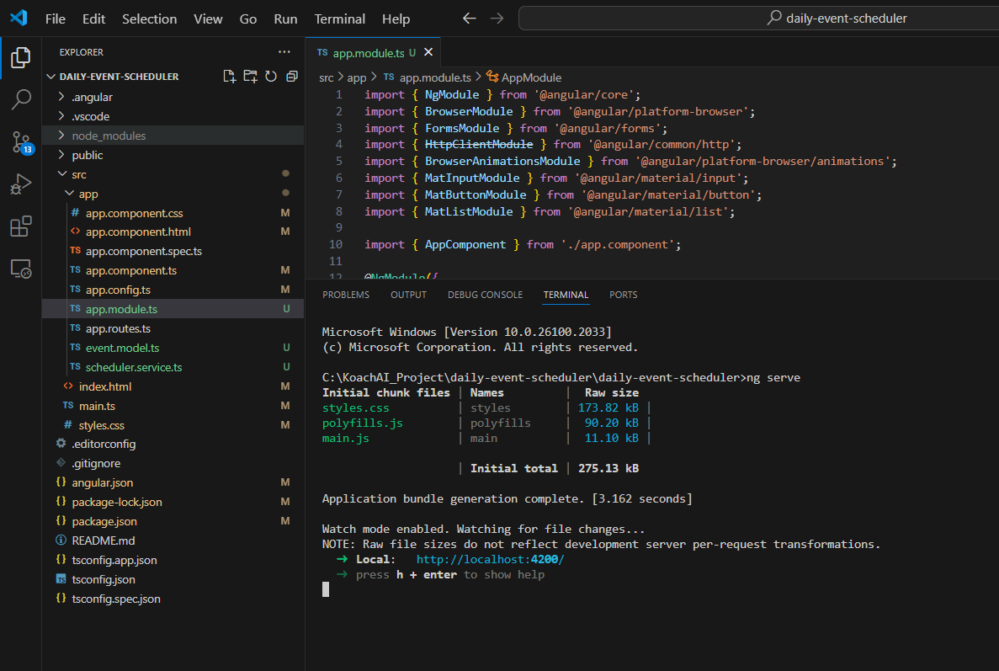 File Edit Selection View Go Run Terminal Help
daily-event-scheduler
EXPLORER
DAILY-EVENT-SCHEDULER
.angular
.vscode
node_modules
public
src
app
# app.component.css M
<> app.component.html M
TS app.component.spec.ts
TS app.component.ts M
TS app.config.ts M
TS app.module.ts U
TS app.routes.ts
TS event.model.ts U
TS scheduler.service.ts U
<> index.html M
TS main.ts M
# styles.css M
.editorconfig
.gitignore
{} angular.json M
{} package-lock.json M
{} package.json M
README.md
{} tsconfig.app.json
TS tsconfig.json
{} tsconfig.spec.json
13
TS app.module.ts U
src > app > TS app.module.ts > AppModule
1 import { NgModule } from '@angular/core';
2 import { BrowserModule } from '@angular/platform-browser';
3 import { FormsModule } from '@angular/forms';
4 import { HttpClientModule } from '@angular/common/http';
5 import { BrowserAnimationsModule } from '@angular/platform-browser/animations';
6 import { MatInputModule } from '@angular/material/input';
7 import { MatButtonModule } from '@angular/material/button';
8 import { MatListModule } from '@angular/material/list';
9
10 import { AppComponent } from './app.component';
11
12 @NgModule({
PROBLEMS OUTPUT DEBUG CONSOLE TERMINAL PORTS
Microsoft Windows [Version 10.0.26100.2033]
(c) Microsoft Corporation. All rights reserved.
C:\KoachAI_Project\daily-event-scheduler\daily-event-scheduler>ng serve
Initial chunk files | Names | Raw size
styles.css | styles | 173.82 kB |
polyfills.js | polyfills | 90.20 kB |
main.js | main | 11.10 kB |
| Initial total | 275.13 kB
Application bundle generation complete. [3.162 seconds]
Watch mode enabled. Watching for file changes...
NOTE: Raw file sizes do not reflect development server per-request transformations.
➜ Local: http://localhost:4200/
➜ press h + enter to show help